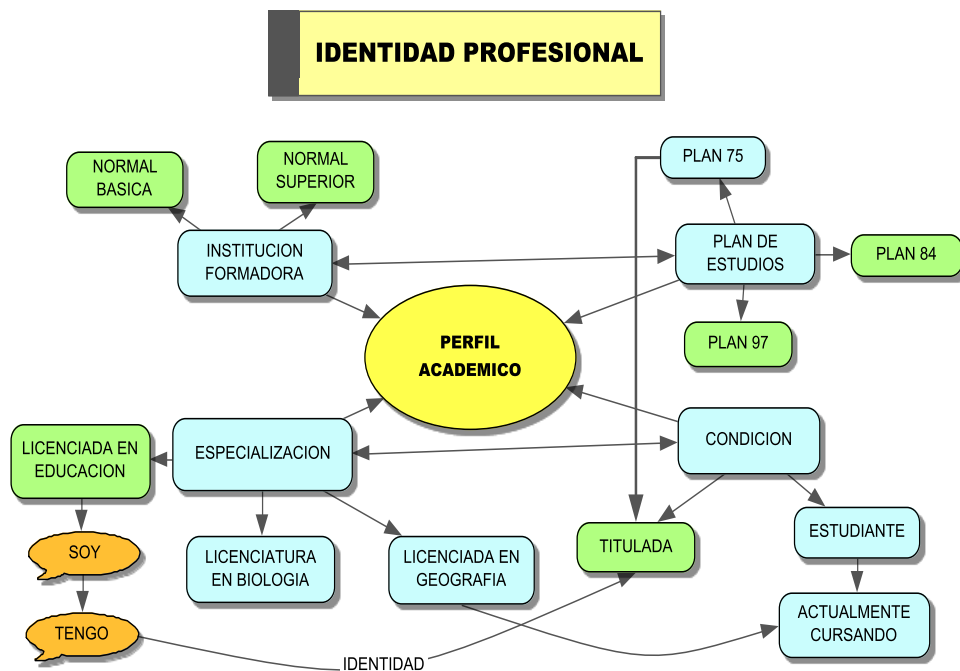 IDENTIDAD PROFESIONAL
NORMAL
BASICA
NORMAL
SUPERIOR
PLAN 75
INSTITUCION
FORMADORA
PLAN DE
ESTUDIOS
PLAN 84
PLAN 97
PERFIL
ACADEMICO
LICENCIADA EN
EDUCACION
ESPECIALIZACION
CONDICION
SOY
LICENCIATURA
EN BIOLOGIA
LICENCIADA EN
GEOGRAFIA
TITULADA
ESTUDIANTE
TENGO
ACTUALMENTE
CURSANDO
IDENTIDAD